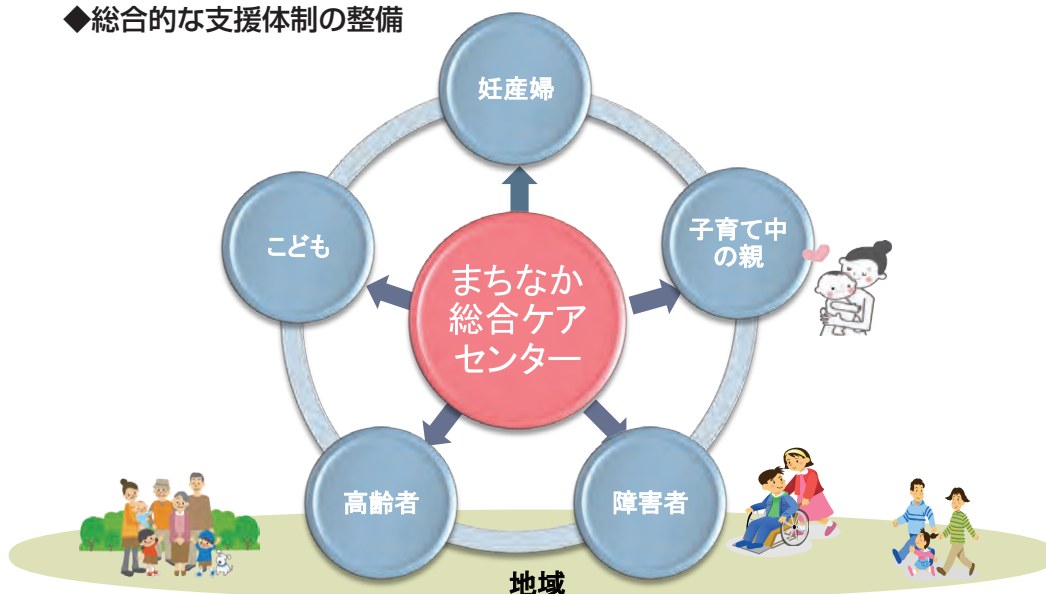 ◆総合的な支援体制の整備
妊産婦
こども
子育て中
の親
まちなか
総合ケア
センター
高齢者
障害者
地域